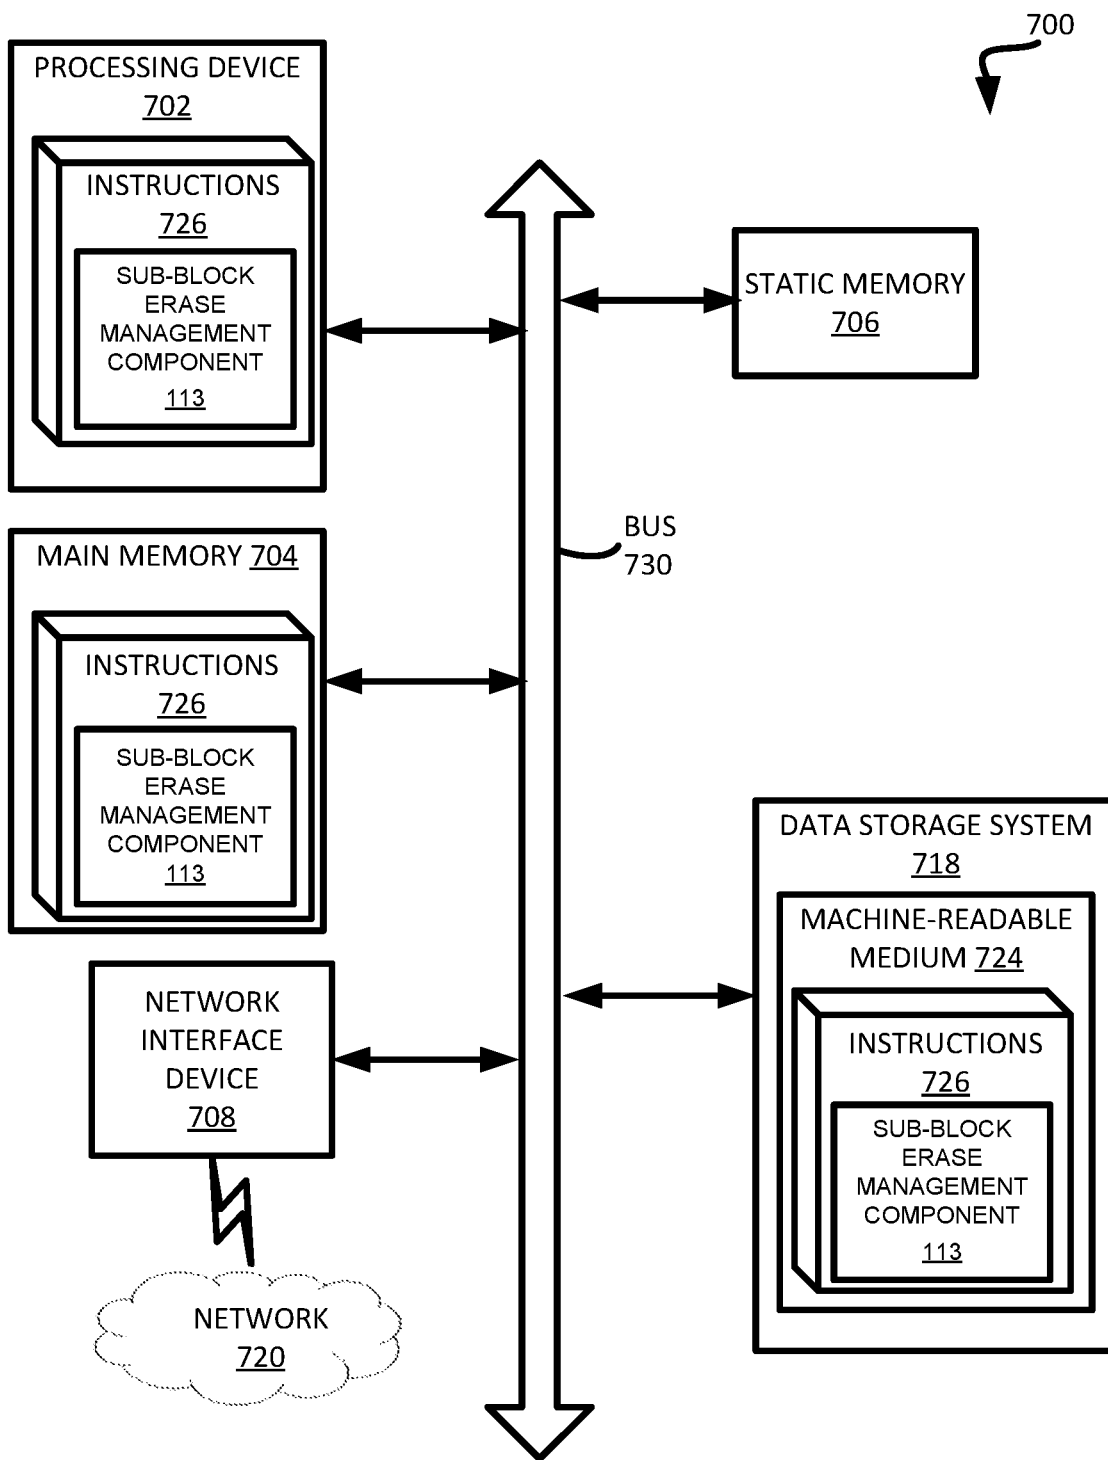 700
PROCESSING DEVICE
702
INSTRUCTIONS
726
SUB-BLOCK
ERASE
MANAGEMENT
COMPONENT
113
STATIC MEMORY
706
BUS
730
MAIN MEMORY 704
INSTRUCTIONS
726
SUB-BLOCK
ERASE
MANAGEMENT
COMPONENT
113
DATA STORAGE SYSTEM
718
MACHINE-READABLE
MEDIUM 724
INSTRUCTIONS
726
SUB-BLOCK
ERASE
MANAGEMENT
COMPONENT
113
NETWORK
INTERFACE
DEVICE
708
NETWORK
720